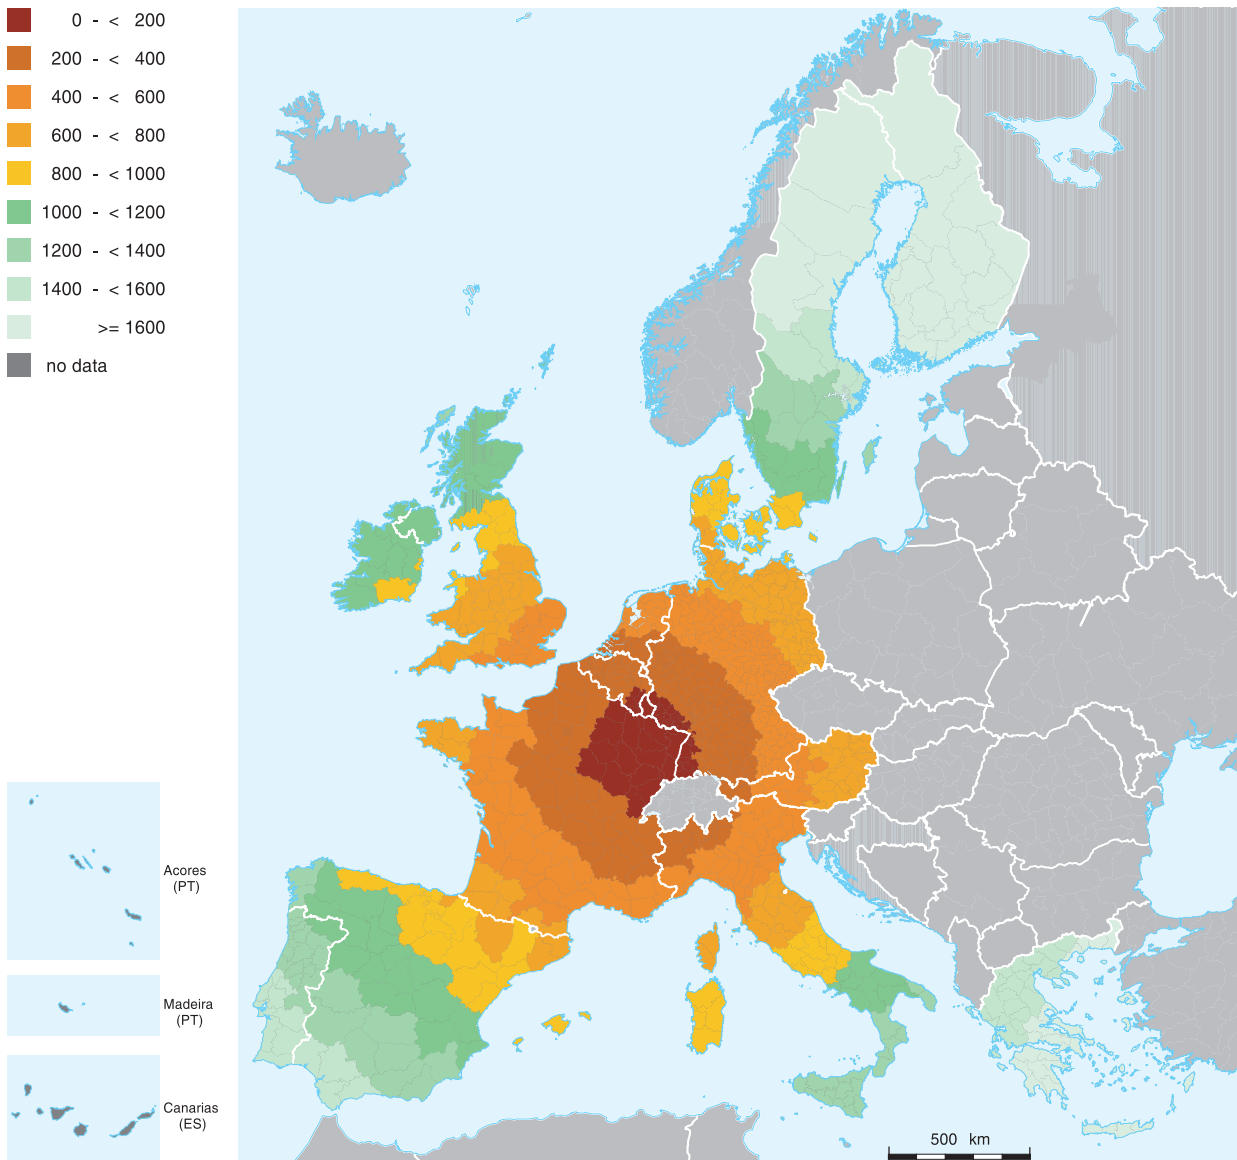 0 - < 200
200 - < 400
400 - < 600
600 - < 800
800 - < 1000
1000 - < 1200
1200 - < 1400
1400 - < 1600
>= 1600
no data
Acores
(PT)
Madeira
(PT)
Canarias
(ES)
500 km